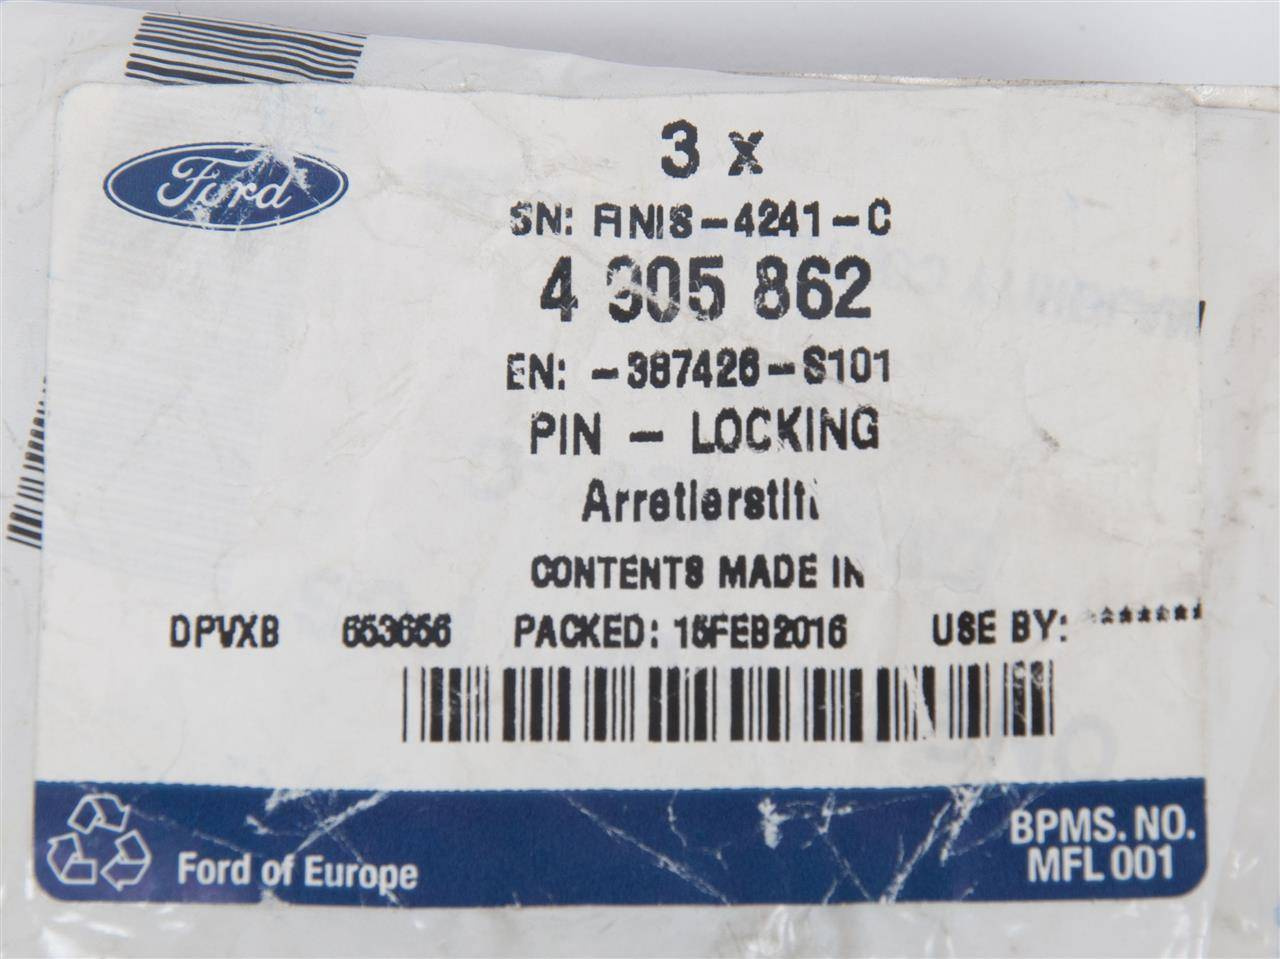 Ford
3 x
SN: FINIS-4241-C
4 905 862
EN: -387426-S101
PIN - LOCKING
Arretierstift
CONTENTS MADE IN
DPVXB 653656 PACKED: 15FEB2016 USE BY: *******
Ford of Europe
BPMS. NO.
MFL 001